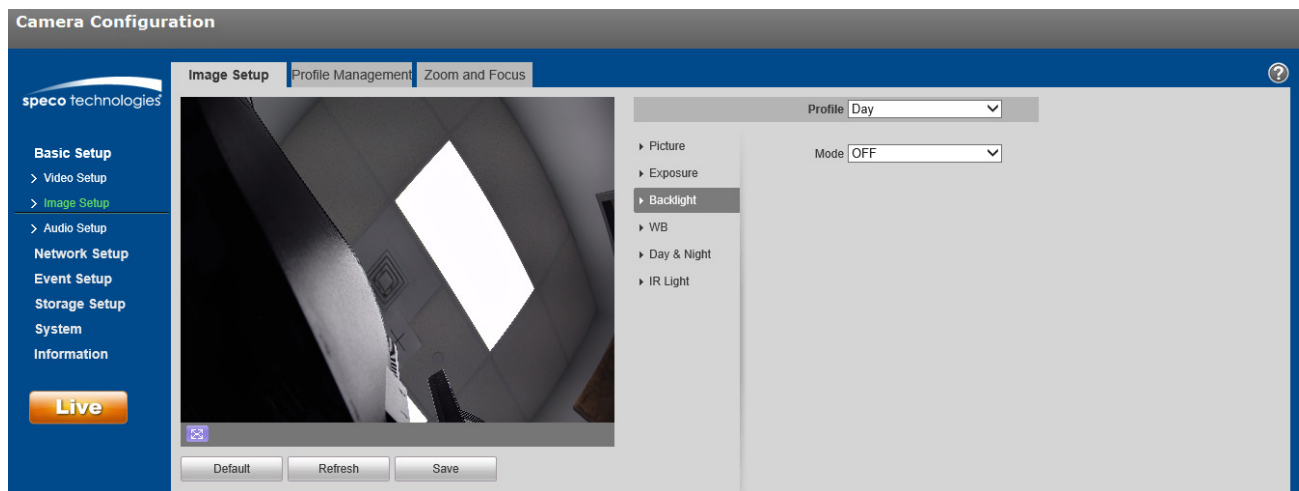 Camera Configuration
Image Setup Profile Management Zoom and Focus
speco technologies
Basic Setup
Video Setup
Image Setup
Audio Setup
Network Setup
Event Setup
Storage Setup
System
Information
Live
Default Refresh Save
Profile Day
Picture
Exposure
Backlight
WB
Day & Night
IR Light
Mode OFF